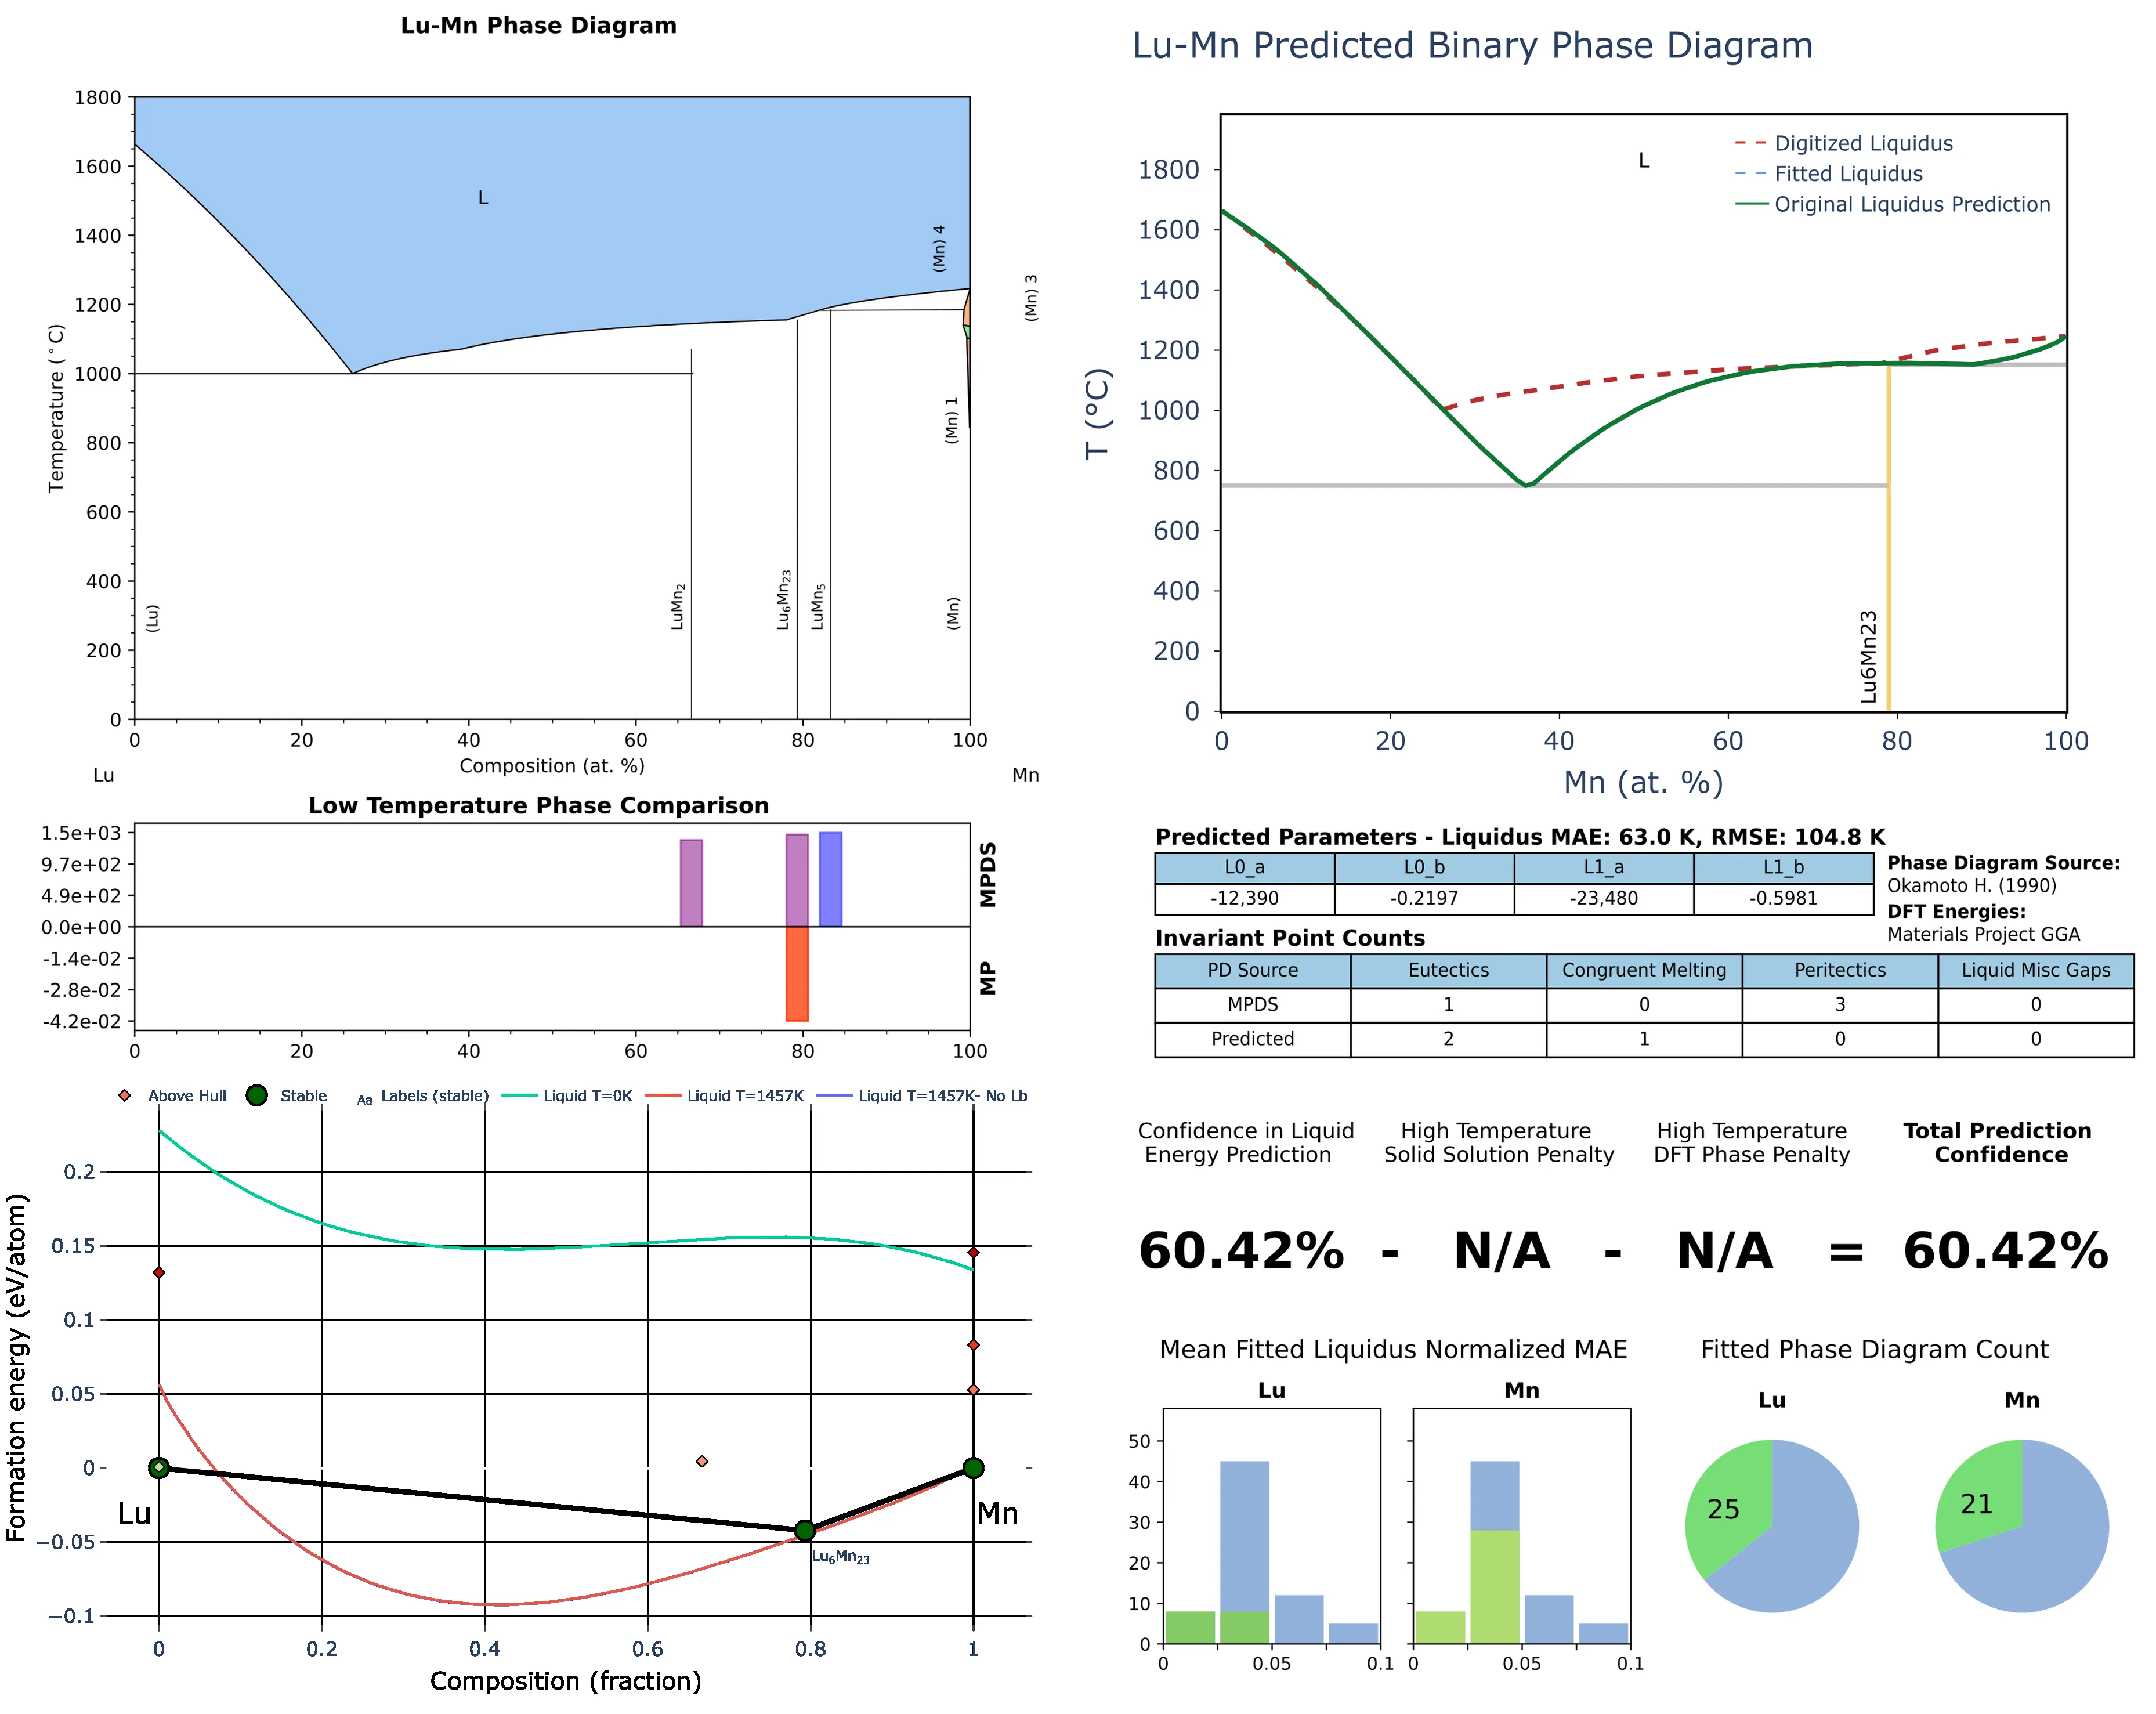 Lu-Mn Phase Diagram
1800
1600
1400
1200
1000
800
600
400
200
0
Temperature (°C)
L
(Mn) 4
(Mn) 3
(Mn) 1
(Lu)
LuMn2
Lu6Mn23
LuMn5
(Mn)
0 20 40 60 80 100
Composition (at. %)
Lu Mn
Lu-Mn Predicted Binary Phase Diagram
L
Digitized Liquidus
Fitted Liquidus
Original Liquidus Prediction
1800
1600
1400
1200
1000
800
600
400
200
0
T (°C)
Lu6Mn23
0 20 40 60 80 100
Mn (at. %)
Low Temperature Phase Comparison
1.5e+03
9.7e+02
4.9e+02
0.0e+00
-1.4e-02
-2.8e-02
-4.2e-02
MPDS
MP
0 20 40 60 80 100
Predicted Parameters - Liquidus MAE: 63.0 K, RMSE: 104.8 K
L0_a L0_b L1_a L1_b
-12,390 -0.2197 -23,480 -0.5981
Phase Diagram Source:
Okamoto H. (1990)
DFT Energies:
Materials Project GGA
Invariant Point Counts
PD Source Eutectics Congruent Melting Peritectics Liquid Misc Gaps
MPDS 1 0 3 0
Predicted 2 1 0 0
Above Hull Stable Aa Labels (stable) Liquid T=0K Liquid T=1457K Liquid T=1457K- No Lb
0.2
0.15
0.1
0.05
0
−0.05
−0.1
Formation energy (eV/atom)
Lu
Mn
Lu6Mn23
0 0.2 0.4 0.6 0.8 1
Composition (fraction)
Confidence in Liquid
Energy Prediction
High Temperature
Solid Solution Penalty
High Temperature
DFT Phase Penalty
Total Prediction
Confidence
60.42% - N/A - N/A = 60.42%
Mean Fitted Liquidus Normalized MAE
Lu
Mn
50
40
30
20
10
0
0 0.05 0.1
0 0.05 0.1
Fitted Phase Diagram Count
Lu
Mn
25
21